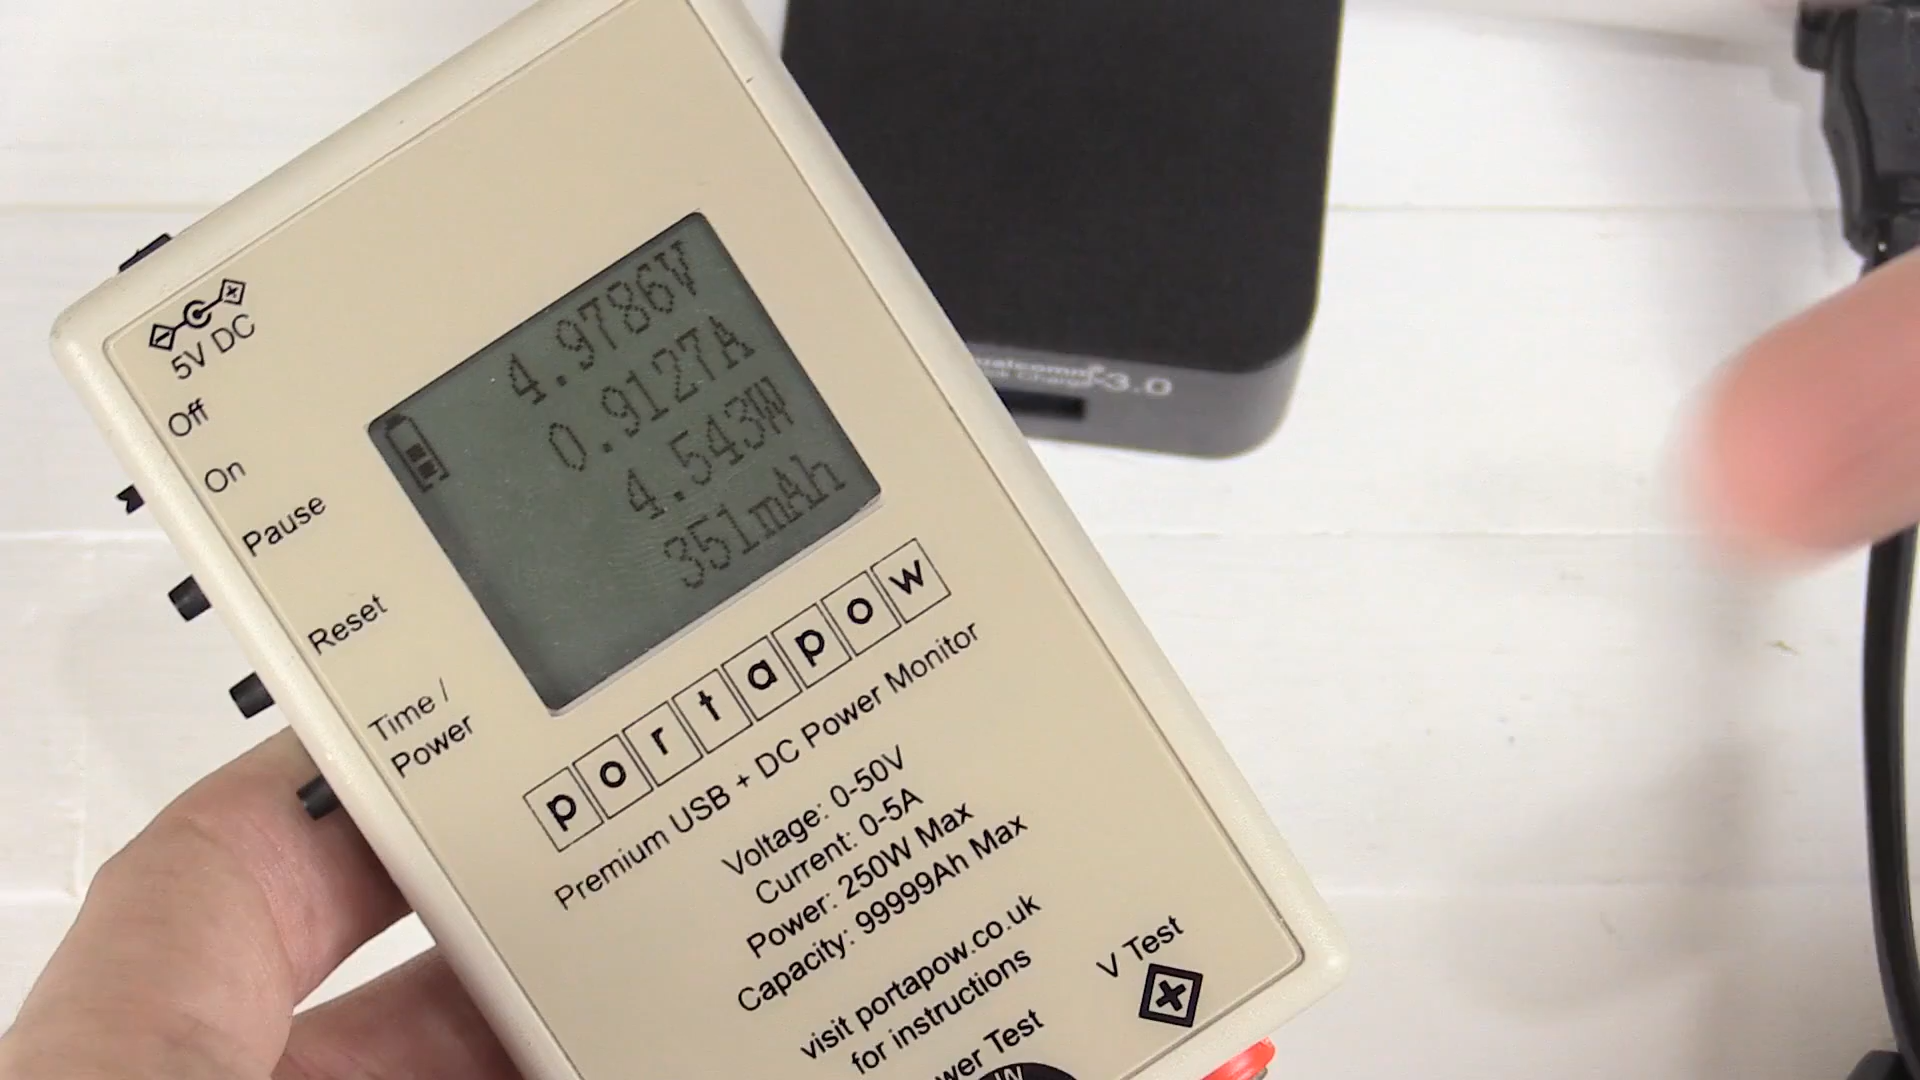 4.9786V
0.9127A
4.543W
351mAh
5V DC
Off
On
Pause
Reset
Time /
Power
portapow
Premium USB + DC Power Monitor
Voltage: 0-50V
Current: 0-5A
Power: 250W Max
Capacity: 99999Ah Max
visit portapow.co.uk
for instructions
V Test
Test
3.0